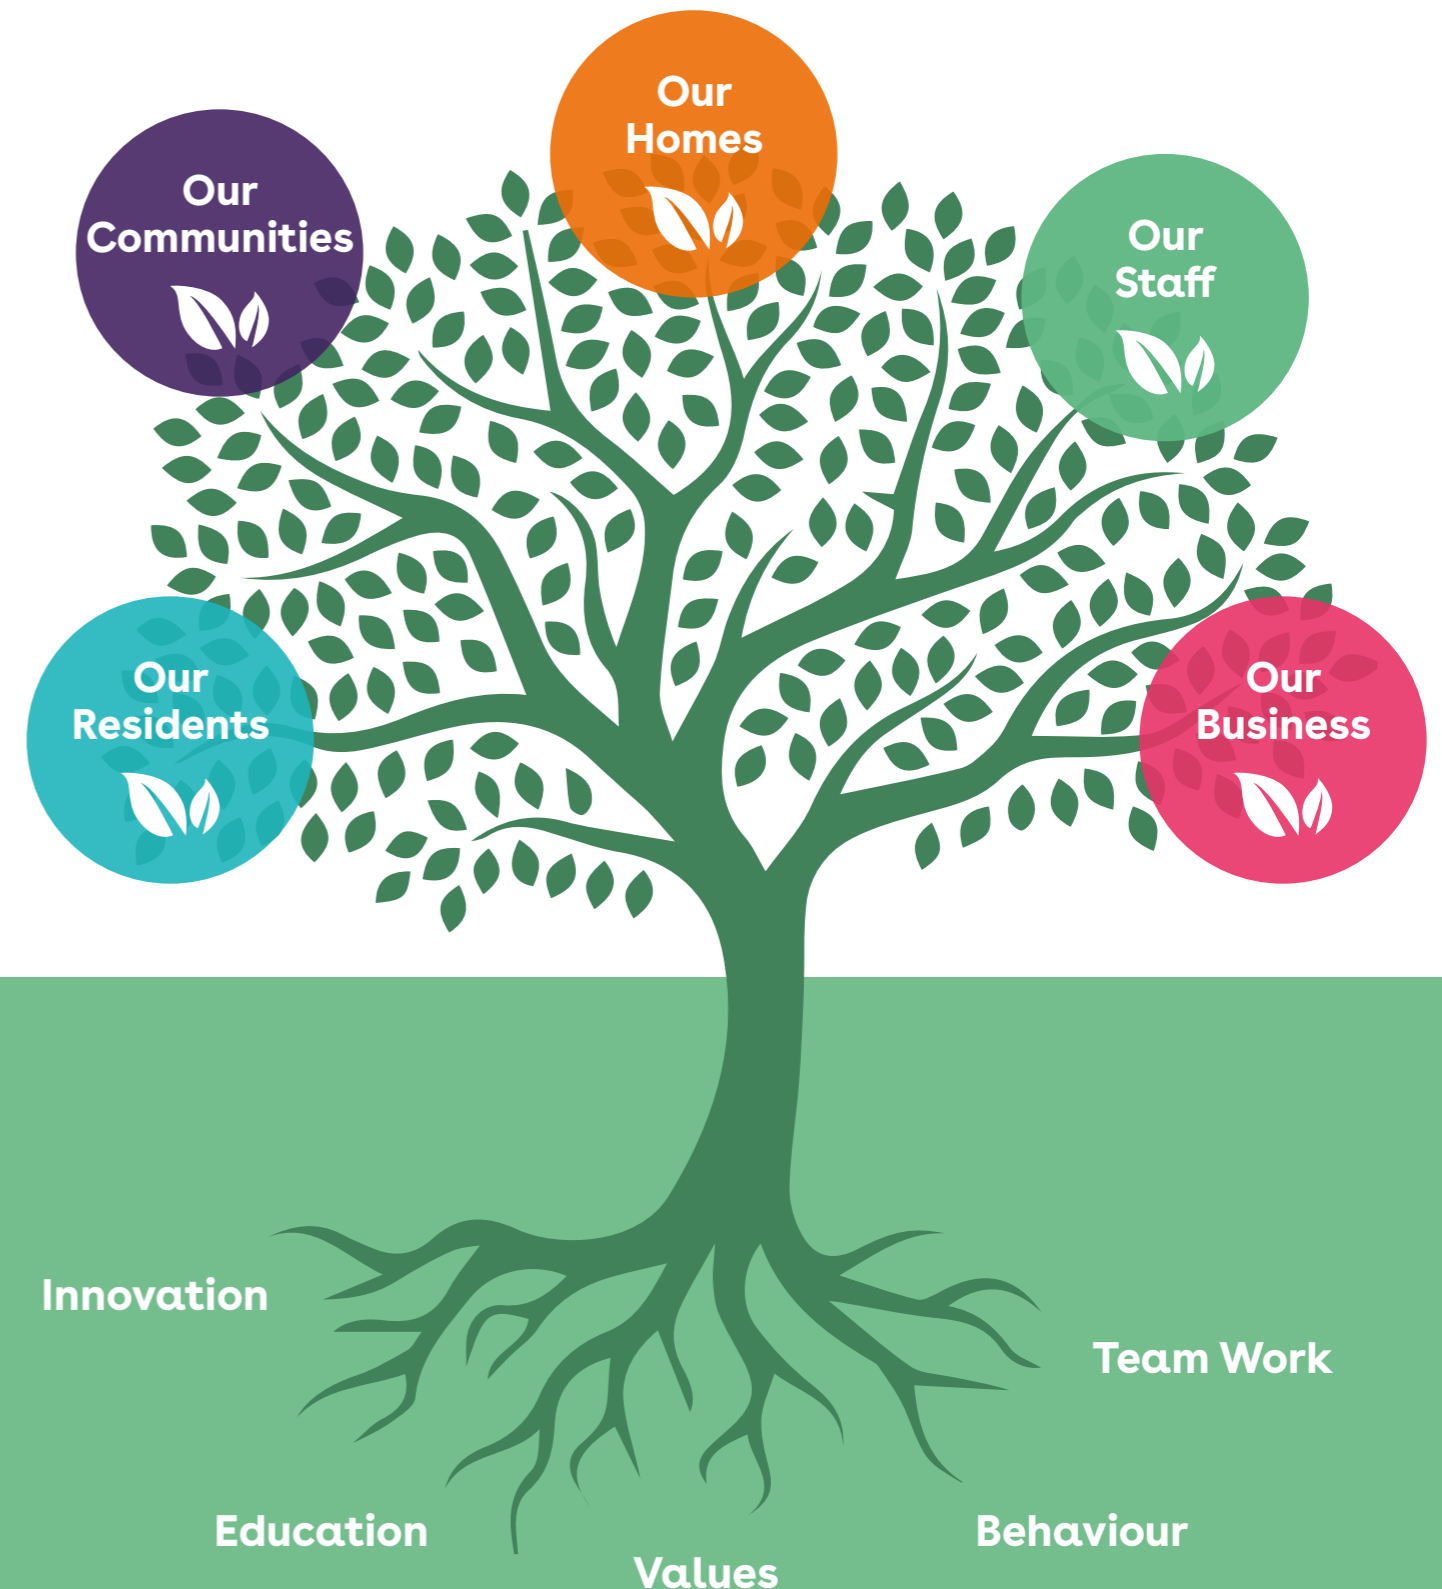 Our
Homes
Our
Communities
Our
Staff
Our
Residents
Our
Business
Innovation
Team Work
Education
Behaviour
Values